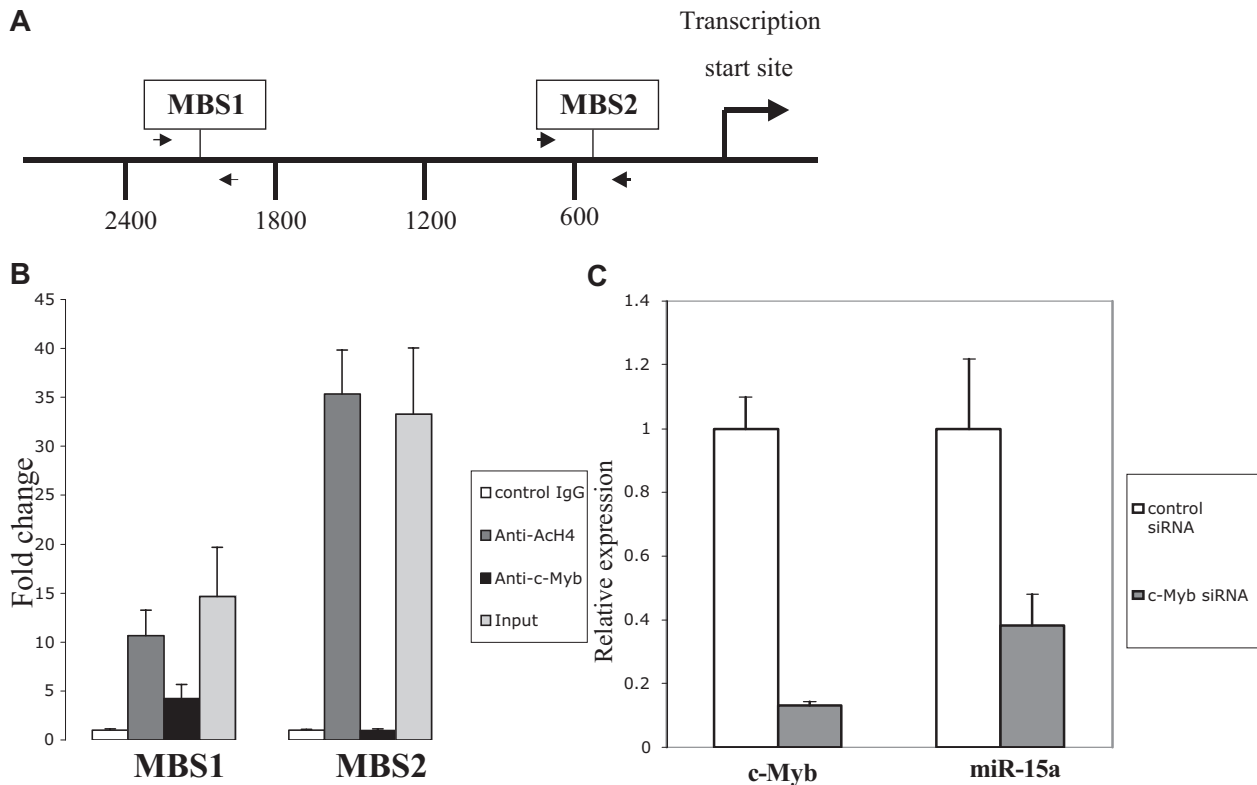 A
Transcription
start site
MBS1
MBS2
2400
1800
1200
600
B
45
40
35
30
25
20
15
10
5
0
Fold change
MBS1
MBS2
control IgG
Anti-AcH4
Anti-c-Myb
Input
C
1.4
1.2
1
0.8
0.6
0.4
0.2
0
Relative expression
c-Myb
miR-15a
control
siRNA
c-Myb siRNA